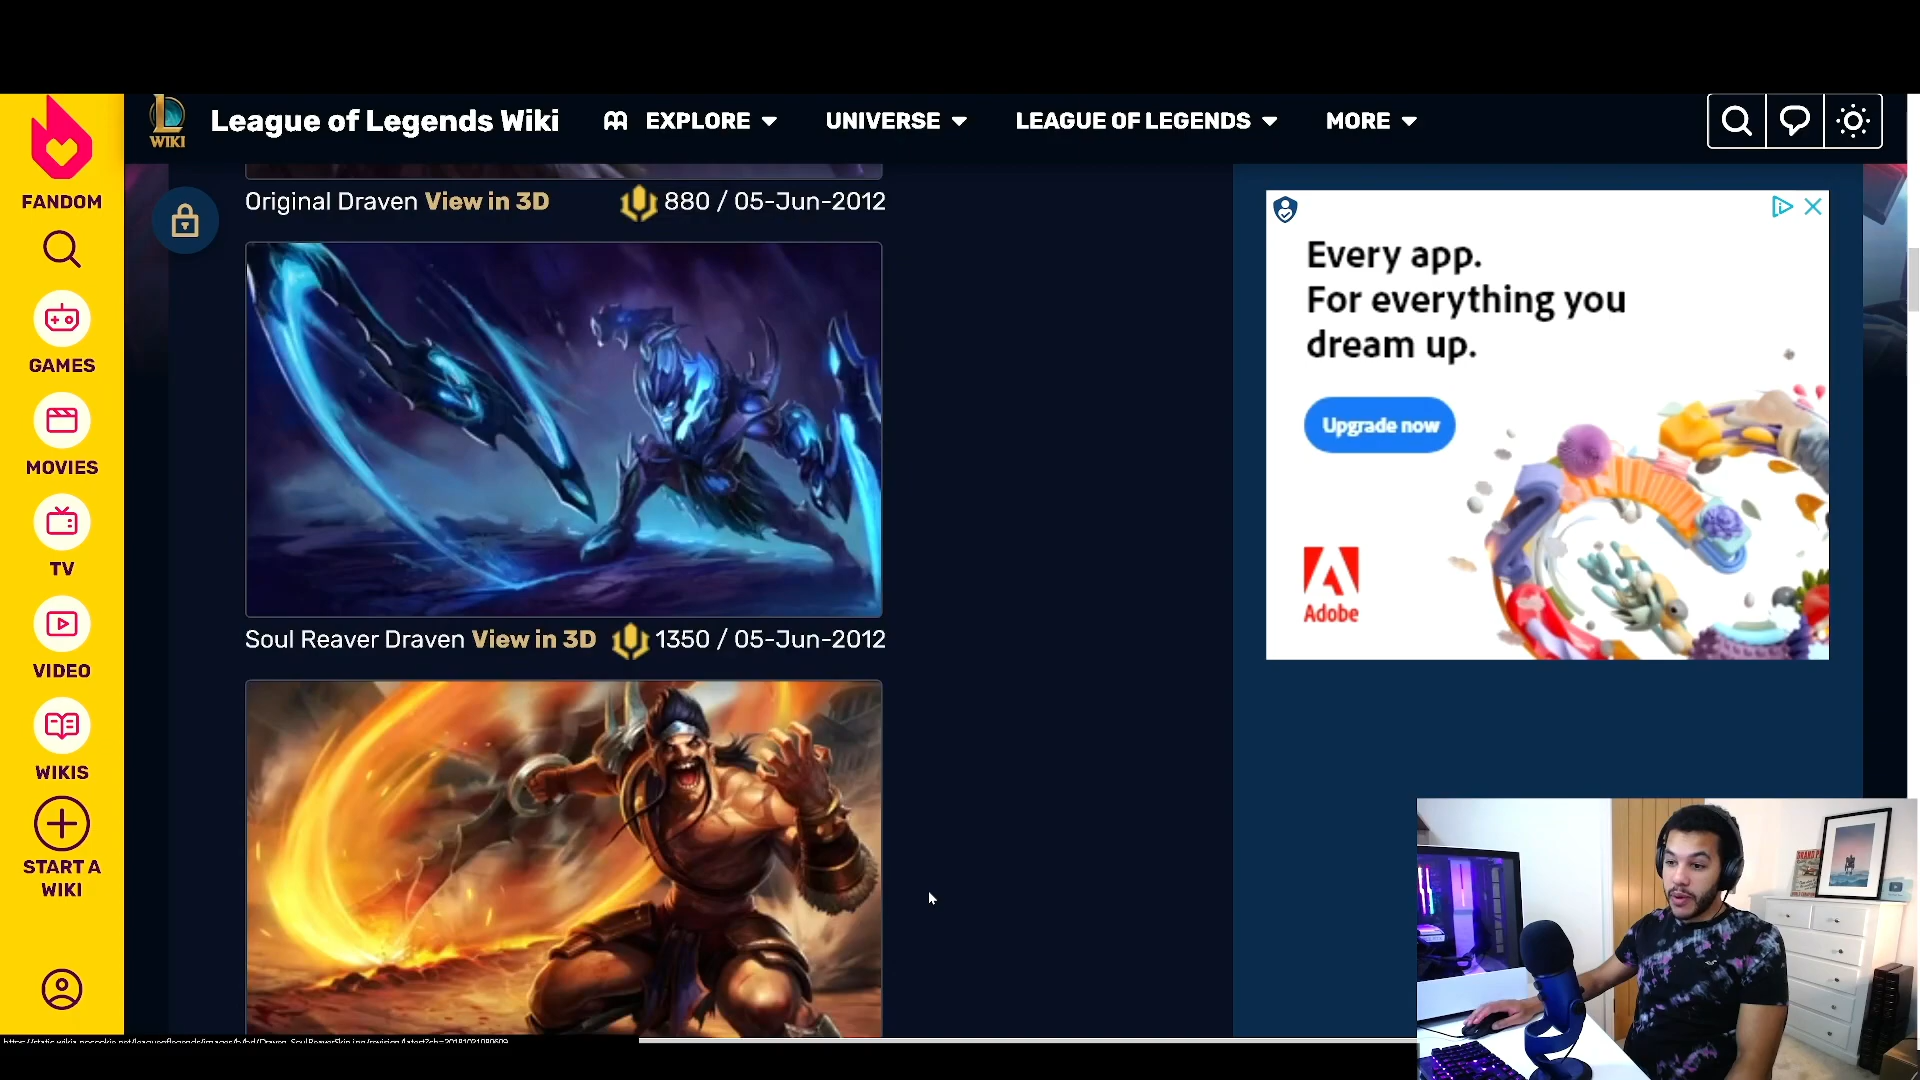 League of Legends Wiki
EXPLORE
UNIVERSE
LEAGUE OF LEGENDS
MORE
WIKI
FANDOM
GAMES
MOVIES
TV
VIDEO
WIKIS
START A
WIKI
Original Draven View in 3D 880 / 05-Jun-2012
Soul Reaver Draven View in 3D 1350 / 05-Jun-2012
Every app.
For everything you
dream up.
Upgrade now
Adobe